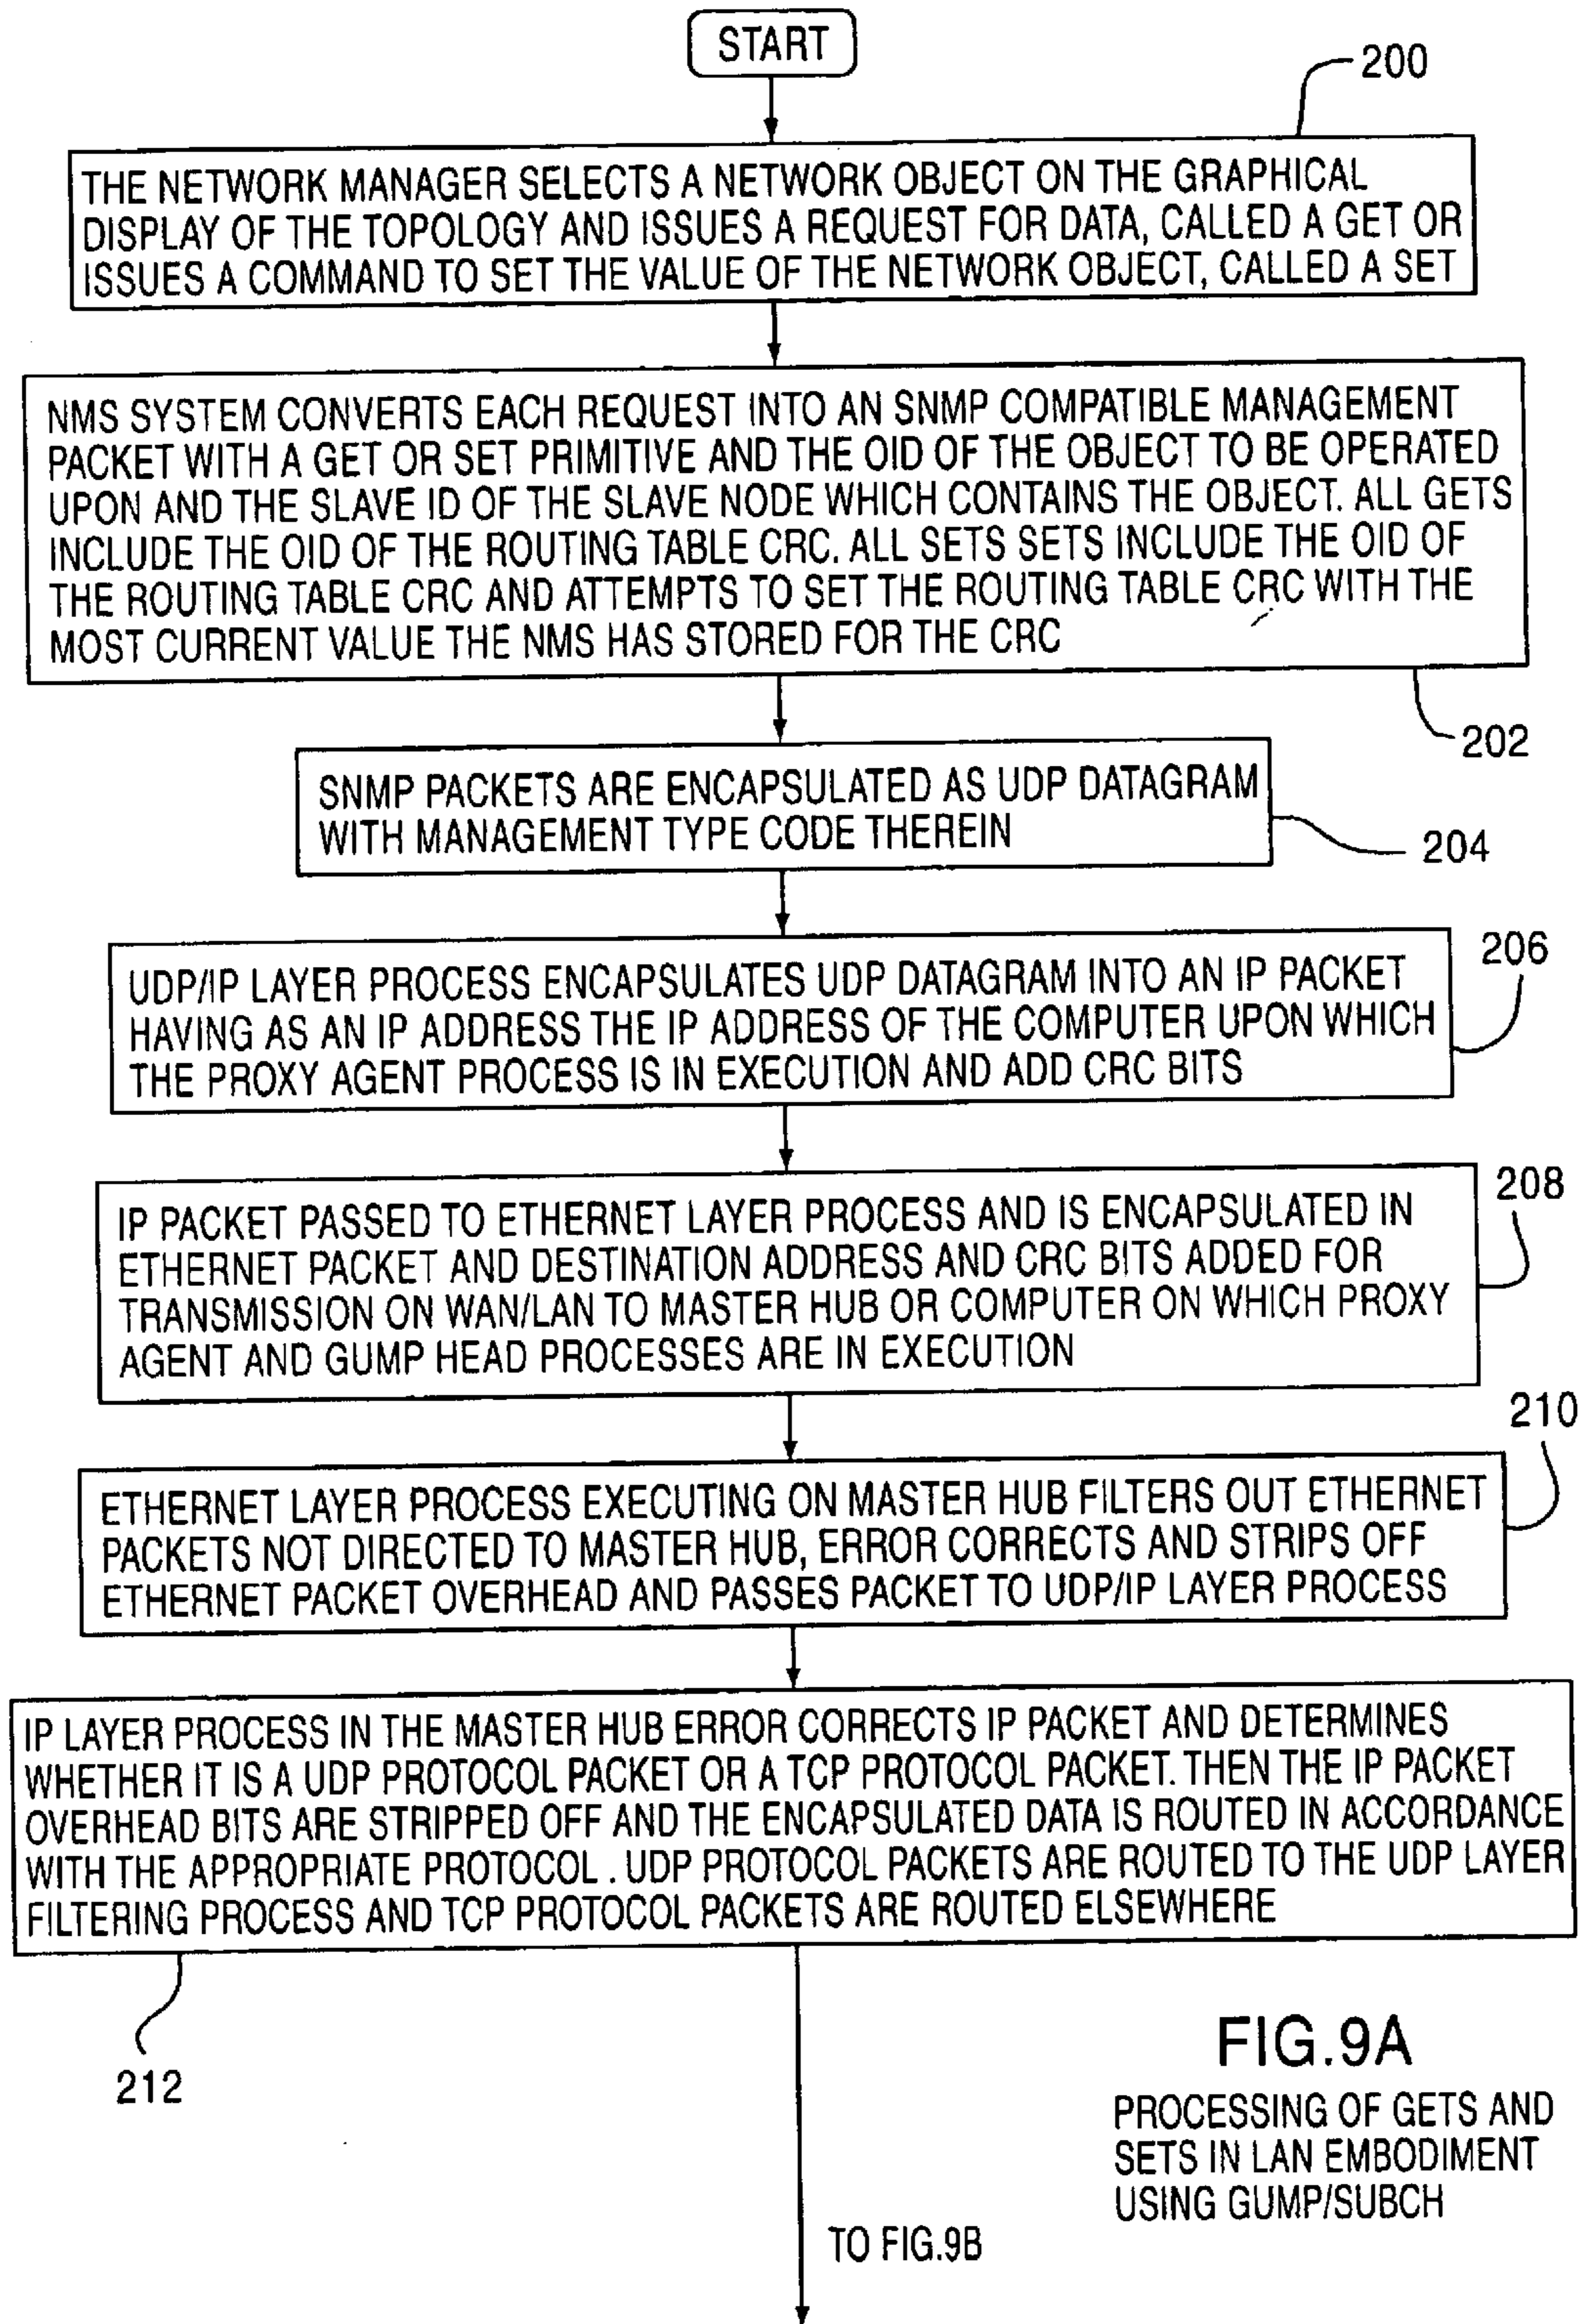 START
200
THE NETWORK MANAGER SELECTS A NETWORK OBJECT ON THE GRAPHICAL
DISPLAY OF THE TOPOLOGY AND ISSUES A REQUEST FOR DATA, CALLED A GET OR
ISSUES A COMMAND TO SET THE VALUE OF THE NETWORK OBJECT, CALLED A SET
NMS SYSTEM CONVERTS EACH REQUEST INTO AN SNMP COMPATIBLE MANAGEMENT
PACKET WITH A GET OR SET PRIMITIVE AND THE OID OF THE OBJECT TO BE OPERATED
UPON AND THE SLAVE ID OF THE SLAVE NODE WHICH CONTAINS THE OBJECT. ALL GETS
INCLUDE THE OID OF THE ROUTING TABLE CRC. ALL SETS SETS INCLUDE THE OID OF
THE ROUTING TABLE CRC AND ATTEMPTS TO SET THE ROUTING TABLE CRC WITH THE
MOST CURRENT VALUE THE NMS HAS STORED FOR THE CRC
202
SNMP PACKETS ARE ENCAPSULATED AS UDP DATAGRAM
WITH MANAGEMENT TYPE CODE THEREIN
204
206
UDP/IP LAYER PROCESS ENCAPSULATES UDP DATAGRAM INTO AN IP PACKET
HAVING AS AN IP ADDRESS THE IP ADDRESS OF THE COMPUTER UPON WHICH
THE PROXY AGENT PROCESS IS IN EXECUTION AND ADD CRC BITS
208
IP PACKET PASSED TO ETHERNET LAYER PROCESS AND IS ENCAPSULATED IN
ETHERNET PACKET AND DESTINATION ADDRESS AND CRC BITS ADDED FOR
TRANSMISSION ON WAN/LAN TO MASTER HUB OR COMPUTER ON WHICH PROXY
AGENT AND GUMP HEAD PROCESSES ARE IN EXECUTION
210
ETHERNET LAYER PROCESS EXECUTING ON MASTER HUB FILTERS OUT ETHERNET
PACKETS NOT DIRECTED TO MASTER HUB, ERROR CORRECTS AND STRIPS OFF
ETHERNET PACKET OVERHEAD AND PASSES PACKET TO UDP/IP LAYER PROCESS
IP LAYER PROCESS IN THE MASTER HUB ERROR CORRECTS IP PACKET AND DETERMINES
WHETHER IT IS A UDP PROTOCOL PACKET OR A TCP PROTOCOL PACKET. THEN THE IP PACKET
OVERHEAD BITS ARE STRIPPED OFF AND THE ENCAPSULATED DATA IS ROUTED IN ACCORDANCE
WITH THE APPROPRIATE PROTOCOL . UDP PROTOCOL PACKETS ARE ROUTED TO THE UDP LAYER
FILTERING PROCESS AND TCP PROTOCOL PACKETS ARE ROUTED ELSEWHERE
212
FIG.9A
PROCESSING OF GETS AND
SETS IN LAN EMBODIMENT
USING GUMP/SUBCH
TO FIG.9B